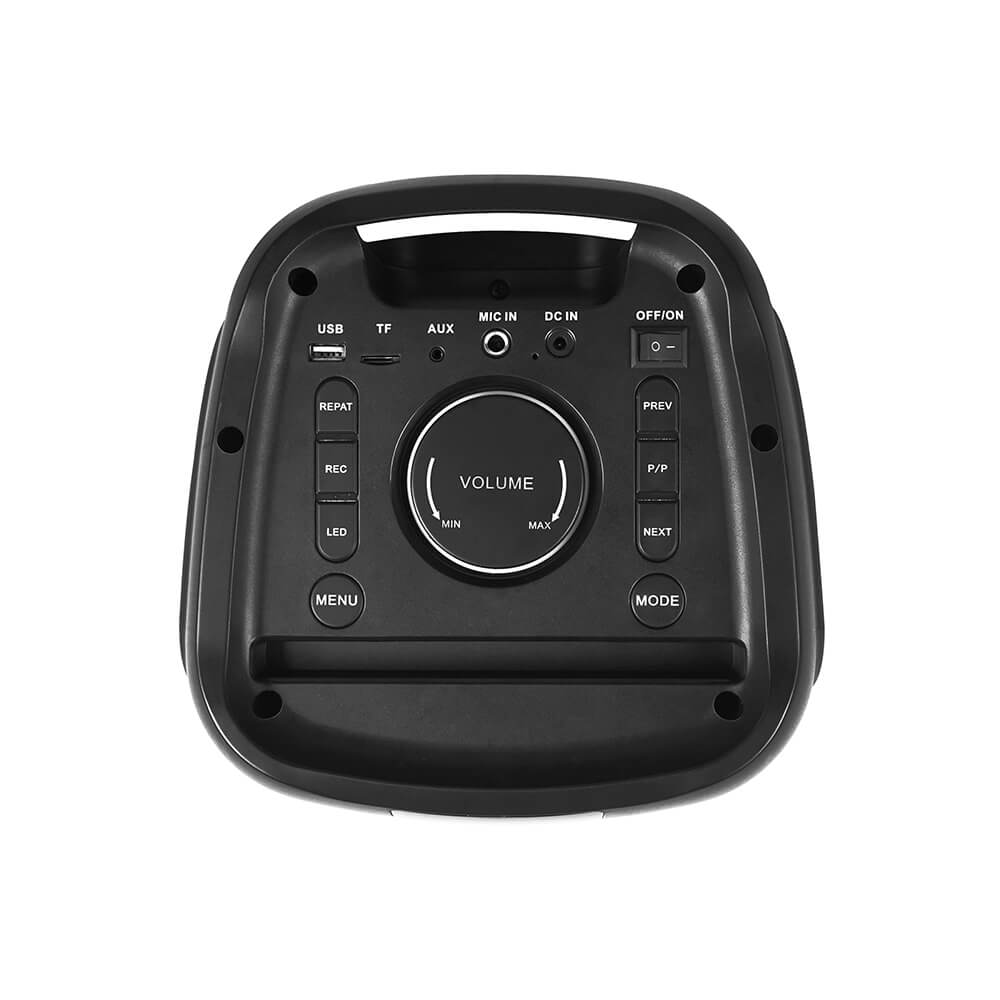 USB TF AUX MIC IN DC IN OFF/ON
O –
REPAT
REC
LED
MENU
VOLUME
MIN MAX
PREV
P/P
NEXT
MODE